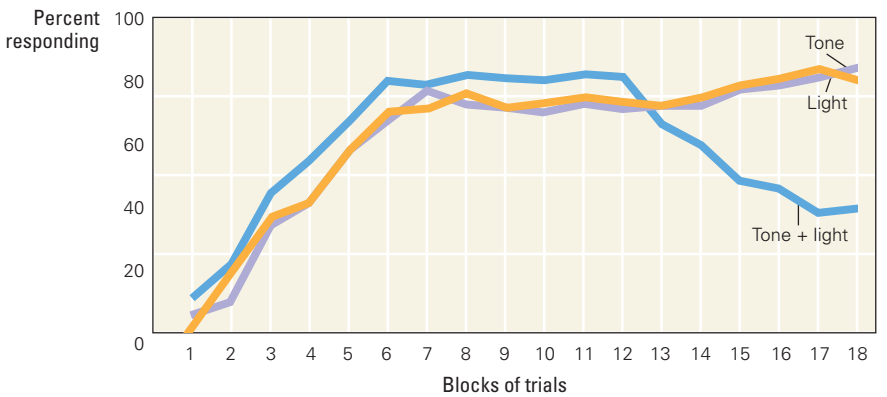 Percent
responding
100
80
60
40
20
0
Tone
Light
Tone + light
1 2 3 4 5 6 7 8 9 10 11 12 13 14 15 16 17 18
Blocks of trials